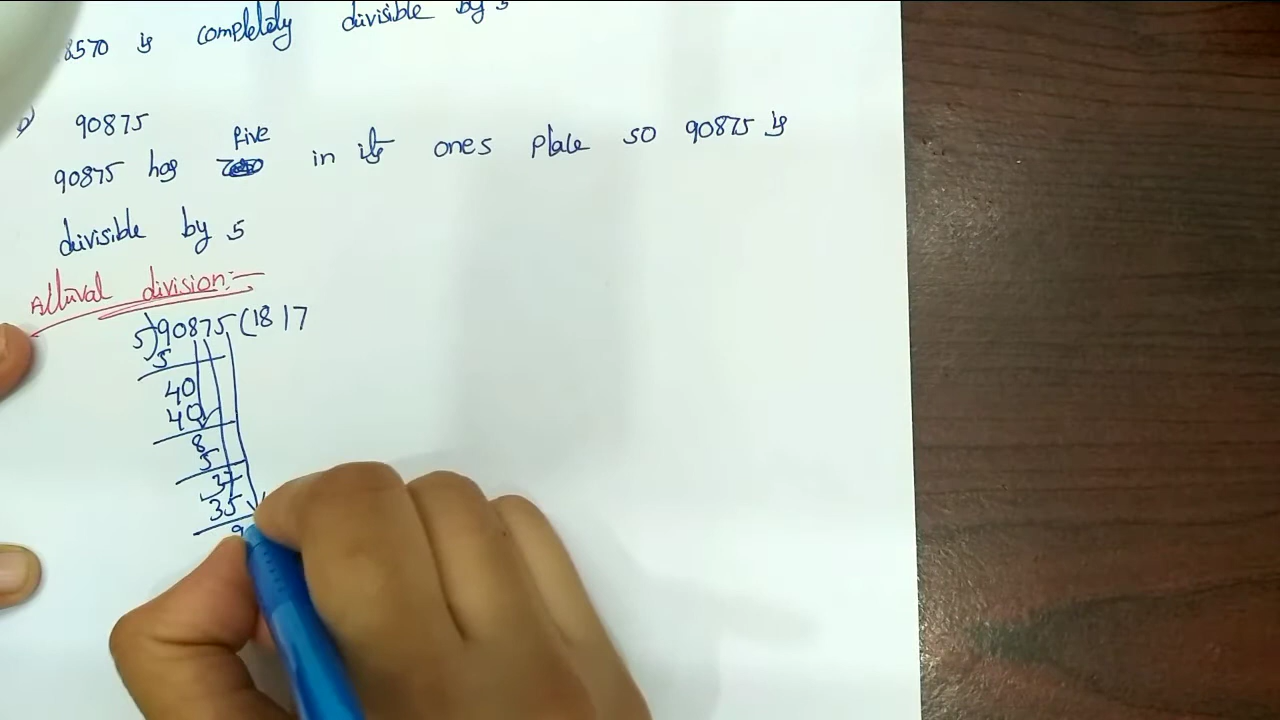 8570 is completely divisible by 5
90875
five
90875 has in its ones place so 90875 is
divisible by 5
division:-
5)90875(1817
5
40
40
8
5
37
35